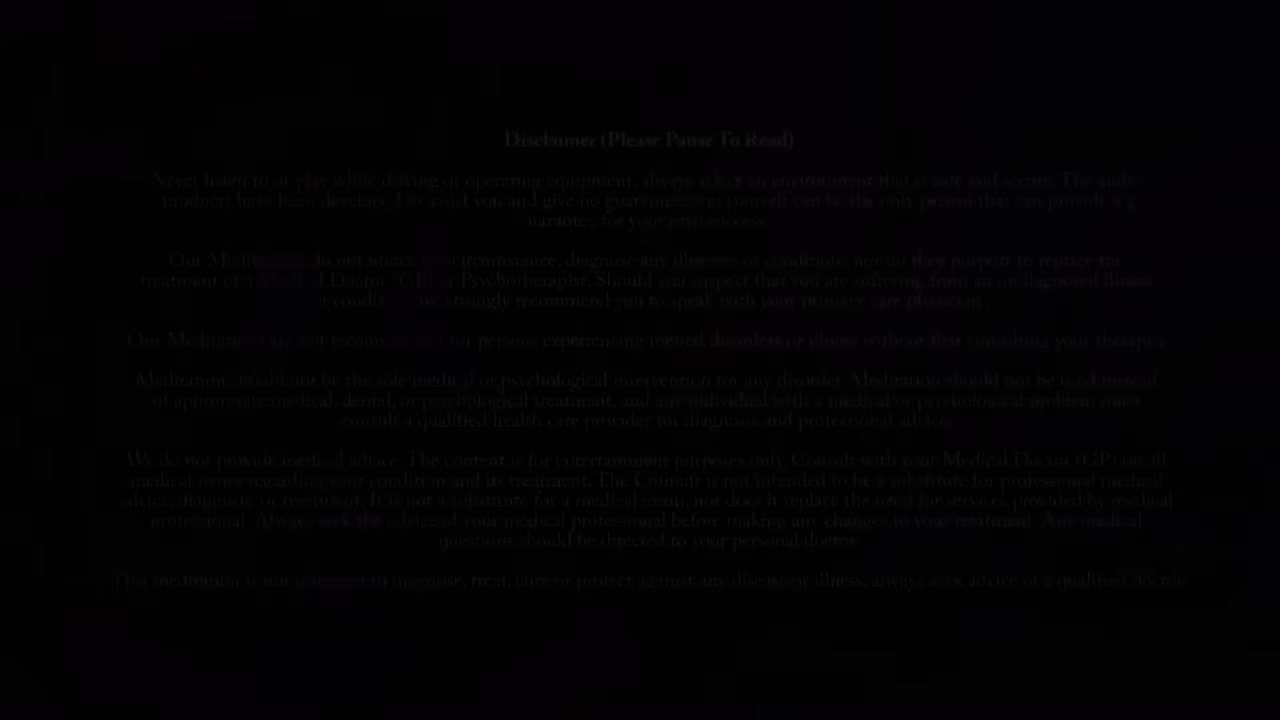 Disclaimer (Please Pause To Read)
Never listen to or play while driving or operating equipment, always select an environment that is safe and secure. The audio
products have been developed to assist you and give no guarantee, you yourself can be the only person that can provide a g
uarantee for your own success.
Our Meditations do not under any circumstance, diagnose any illnesses or conditions nor do they purport to replace the
treatment of a Medical Doctor (GP) or Psychotherapist. Should you suspect that you are suffering from an undiagnosed illness
r condition, we strongly recommend you to speak with your primary care physician.
Our Meditations are not recommended for persons experiencing mental disorders or illness without first consulting your therapist.
Meditation should not be the sole medical or psychological intervention for any disorder. Meditation should not be used instead
of appropriate medical, dental, or psychological treatment, and any individual with a medical or psychological problem must
consult a qualified health care provider for diagnosis and professional advice.
We do not provide medical advice. The content is for entertainment purposes only. Consult with your Medical Doctor (GP) on all
medical issues regarding your condition and its treatment. The Content is not intended to be a substitute for professional medical
advice, diagnosis, or treatment. It is not a substitute for a medical exam, nor does it replace the need for services provided by medical
professional. Always seek the advice of your medical professional before making any changes to your treatment. Any medical
questions should be directed to your personal doctor.
This meditation is not intended to diagnose, treat, cure or protect against any disease or illness, always seek advice of a qualified doctor